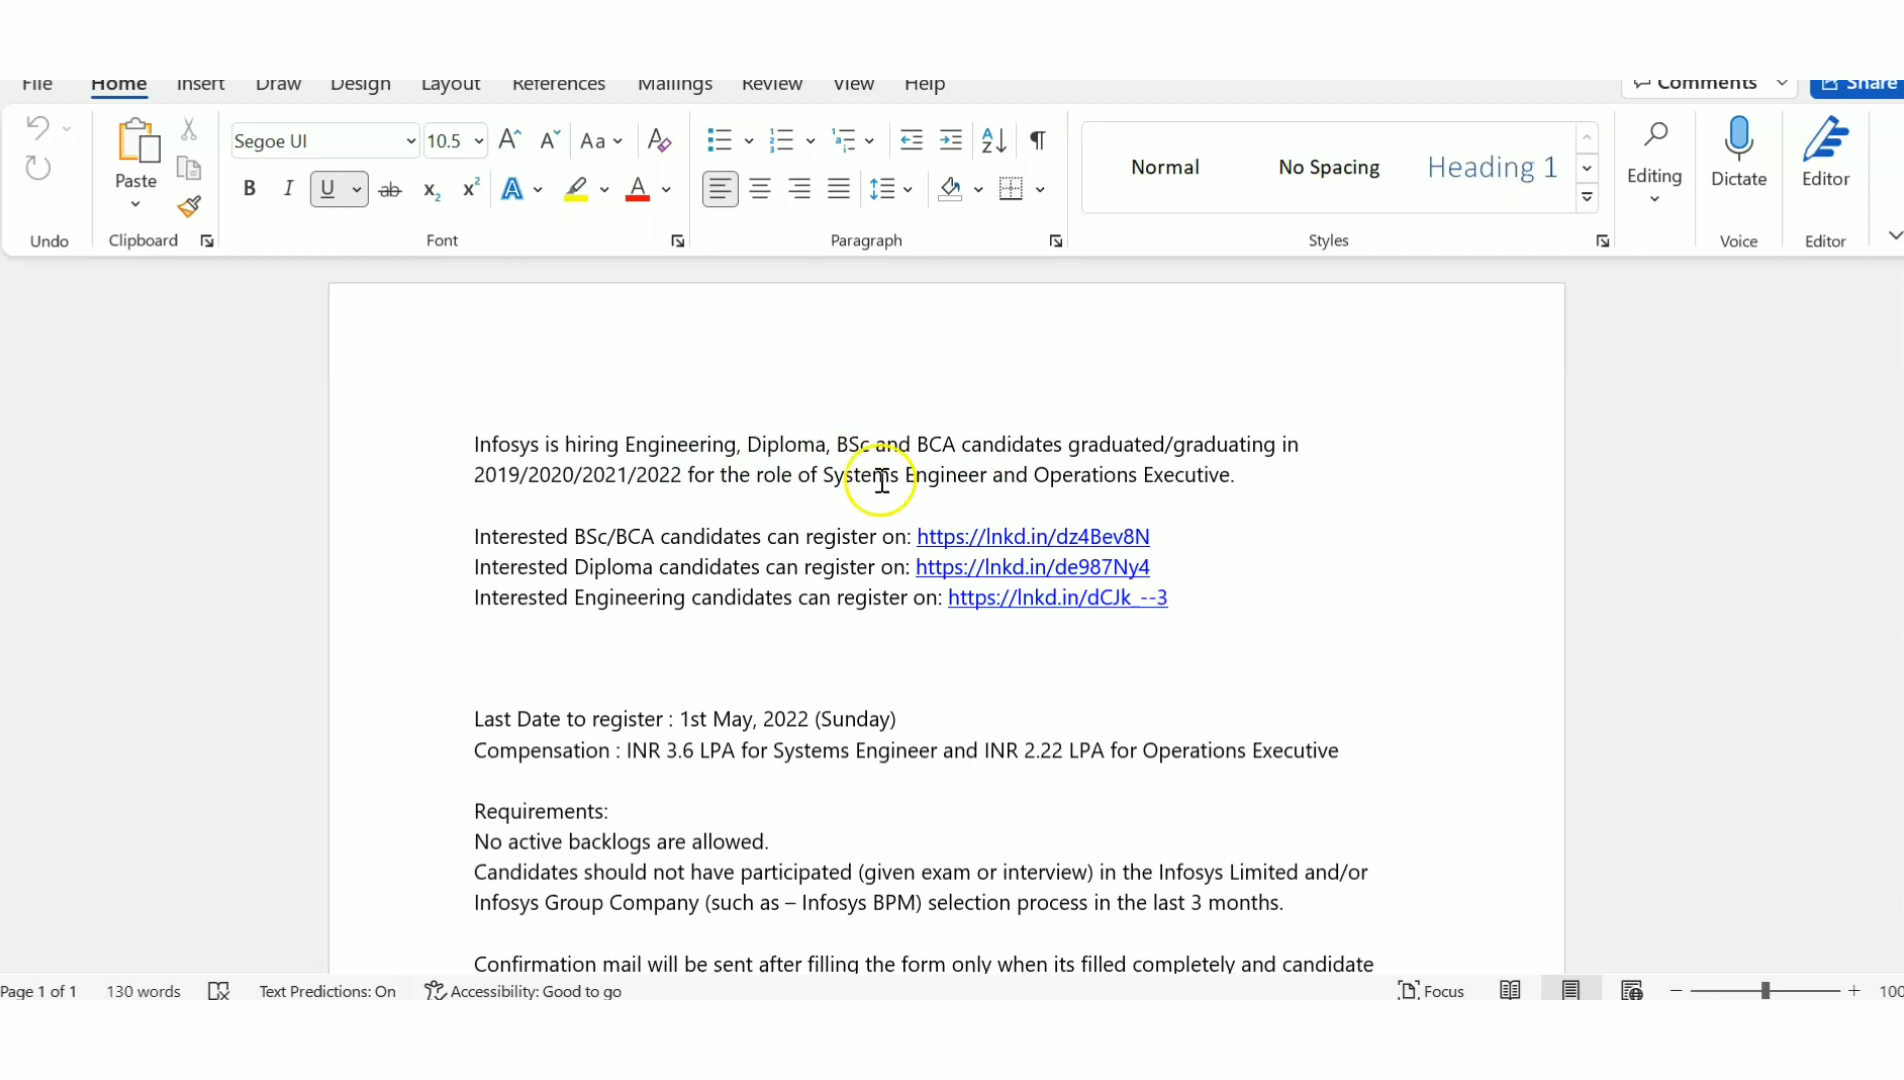 File Home Insert Draw Design Layout References Mailings Review View Help Comments Share
Segoe UI 10.5 Aa
Paste Normal No Spacing Heading 1 Editing Dictate Editor
Undo Clipboard Font Paragraph Styles Voice Editor
Infosys is hiring Engineering, Diploma, BSc and BCA candidates graduated/graduating in
2019/2020/2021/2022 for the role of Systems Engineer and Operations Executive.
Interested BSc/BCA candidates can register on: https://lnkd.in/dz4Bev8N
Interested Diploma candidates can register on: https://lnkd.in/de987Ny4
Interested Engineering candidates can register on: https://lnkd.in/dCJk_--3
Last Date to register : 1st May, 2022 (Sunday)
Compensation : INR 3.6 LPA for Systems Engineer and INR 2.22 LPA for Operations Executive
Requirements:
No active backlogs are allowed.
Candidates should not have participated (given exam or interview) in the Infosys Limited and/or
Infosys Group Company (such as – Infosys BPM) selection process in the last 3 months.
Confirmation mail will be sent after filling the form only when its filled completely and candidate
Page 1 of 1 130 words Text Predictions: On Accessibility: Good to go Focus 100